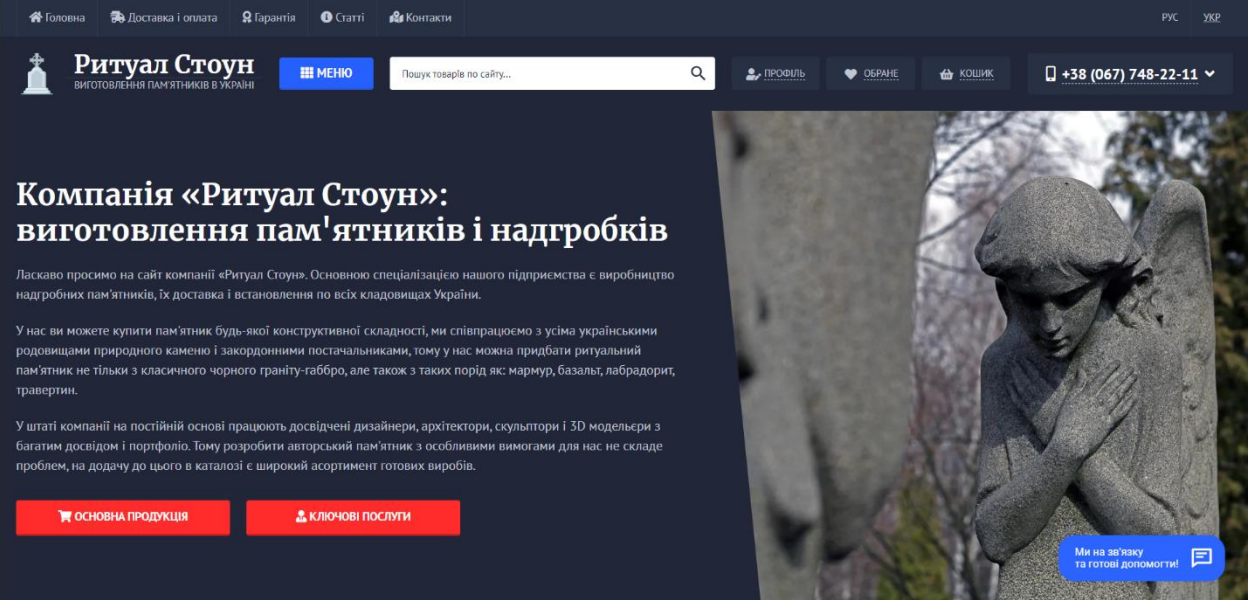 Головна
Доставка і оплата
Гарантія
Статті
Контакти
РУС
УКР
Ритуал Стоун
ВИГОТОВЛЕННЯ ПАМ'ЯТНИКІВ В УКРАЇНІ
МЕНЮ
Пошук товарів по сайту...
ПРОФІЛЬ
ОБРАНЕ
КОШИК
+38 (067) 748-22-11
Компанія «Ритуал Стоун»:
виготовлення пам'ятників і надгробків
Ласкаво просимо на сайт компанії «Ритуал Стоун». Основною спеціалізацією нашого підприємства є виробництво
надгробних пам'ятників, їх доставка і встановлення по всіх кладовищах України.
У нас ви можете купити пам'ятник будь-якої конструктивної складності, ми співпрацюємо з усіма українськими
родовищами природного каменю і закордонними постачальниками, тому у нас можна придбати ритуальний
пам'ятник не тільки з класичного чорного граніту-габбро, але також з таких порід як: мармур, базальт, лабрадорит,
травертин.
У штаті компанії на постійній основі працюють досвідчені дизайнери, архітектори, скульптори і 3D модельєри з
багатим досвідом і портфоліо. Тому розробити авторський пам'ятник з особливими вимогами для нас не складе
проблем, на додачу до цього в каталозі є широкий асортимент готових виробів.
ОСНОВНА ПРОДУКЦІЯ
КЛЮЧОВІ ПОСЛУГИ
Ми на зв'язку
та готові допомогти!